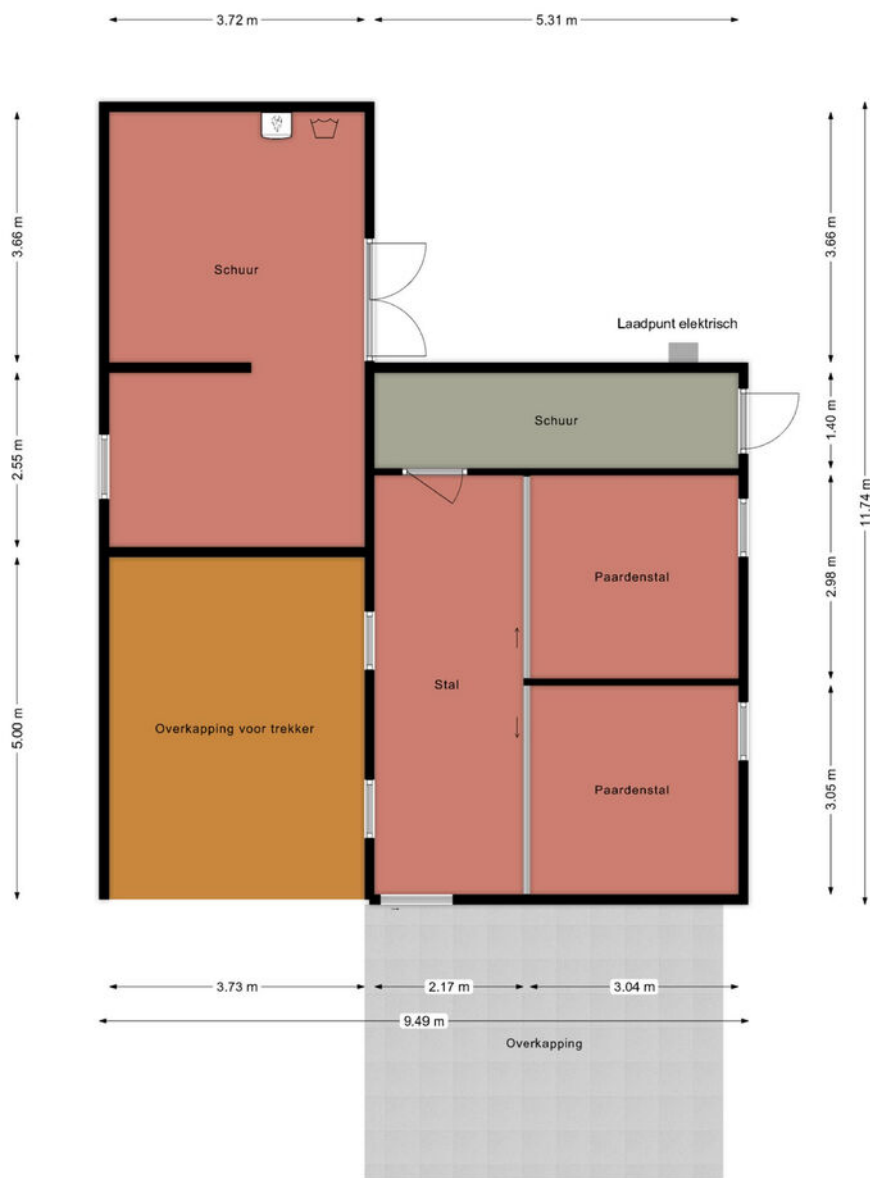 3.72 m
5.31 m
3.66 m
Schuur
3.66 m
Laadpunt elektrisch
2.55 m
Schuur
1.40 m
11.74 m
Paardenstal
2.98 m
5.00 m
Stal
Overkapping voor trekker
Paardenstal
3.05 m
3.73 m
2.17 m
3.04 m
9.49 m
Overkapping